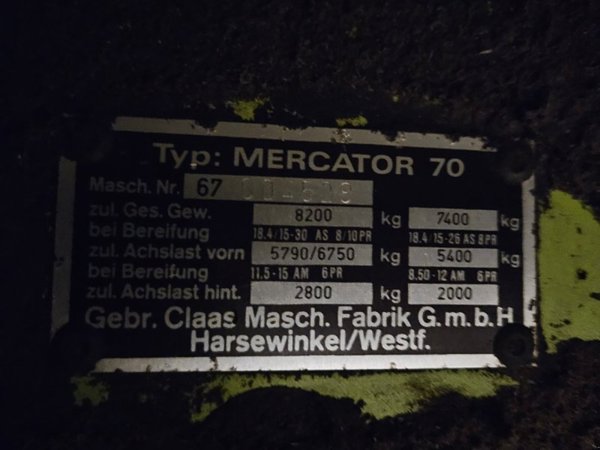 Typ: MERCATOR 70
Masch. Nr. 67
zul. Ges. Gew. 8200 kg 7400 kg
bei Bereifung 18.4/15-30 AS 8/10PR 18.4/15-26 AS 8PR
zul. Achslast vorn 5790/6750 kg 5400 kg
bei Bereifung 11.5-15 AM 6PR 8.50-12 AM 6PR
zul. Achslast hint. 2800 kg 2000
Gebr. Claas Masch. Fabrik G.m.b.H
Harsewinkel/Westf.